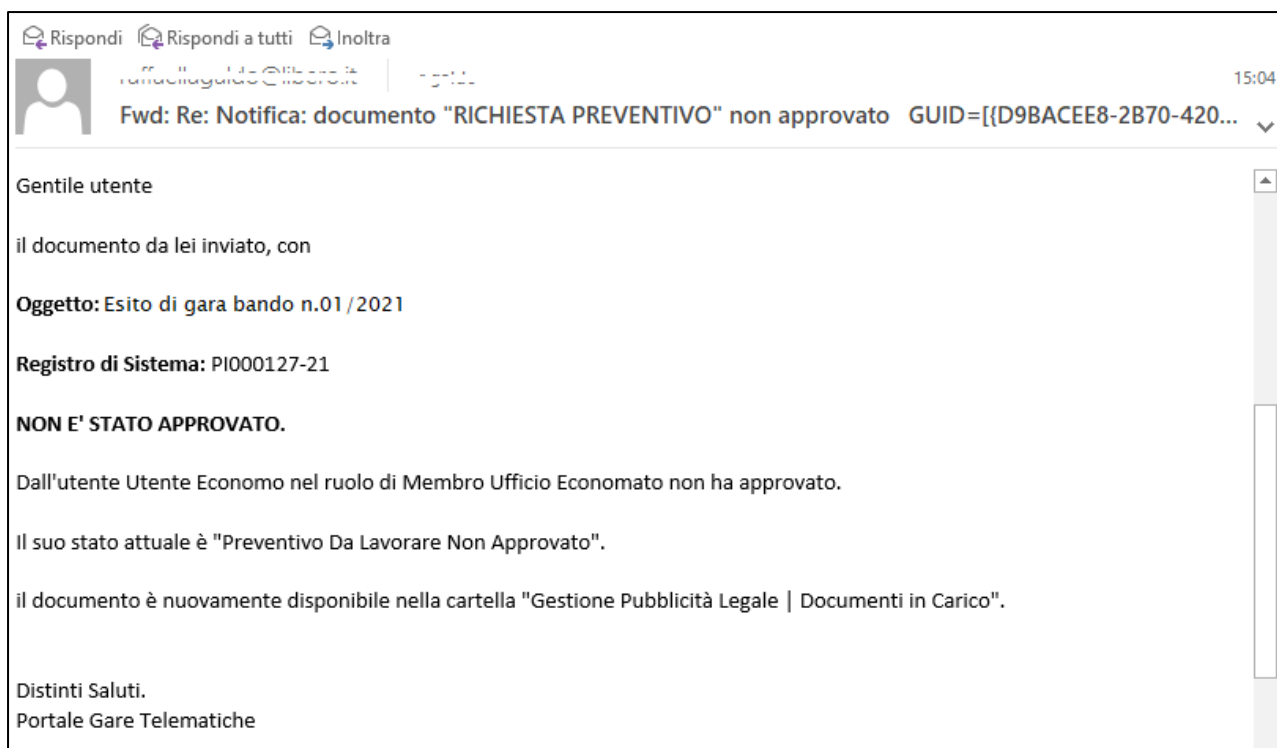 Rispondi Rispondi a tutti Inoltra
15:04
Fwd: Re: Notifica: documento "RICHIESTA PREVENTIVO" non approvato GUID=[{D9BACEE8-2B70-420...
Gentile utente
il documento da lei inviato, con
Oggetto: Esito di gara bando n.01/2021
Registro di Sistema: PI000127-21
NON E' STATO APPROVATO.
Dall'utente Utente Economo nel ruolo di Membro Ufficio Economato non ha approvato.
Il suo stato attuale è "Preventivo Da Lavorare Non Approvato".
il documento è nuovamente disponibile nella cartella "Gestione Pubblicità Legale | Documenti in Carico".
Distinti Saluti.
Portale Gare Telematiche